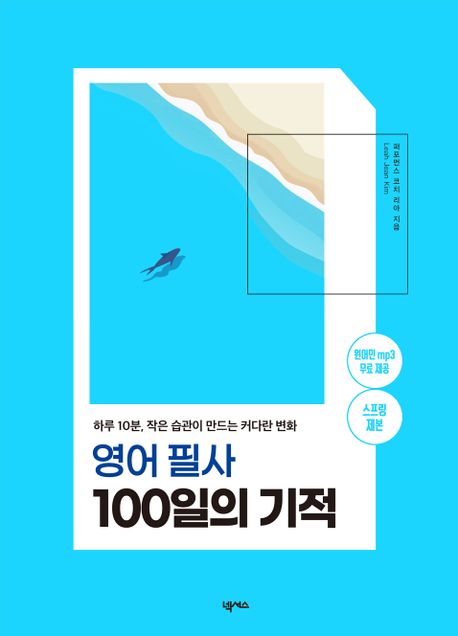 퍼포먼스 코치 리아 지음
Leah Jean Kim
원어민 mp3
무료 제공
스프링
제본
하루 10분, 작은 습관이 만드는 커다란 변화
영어 필사
100일의 기적
넥서스